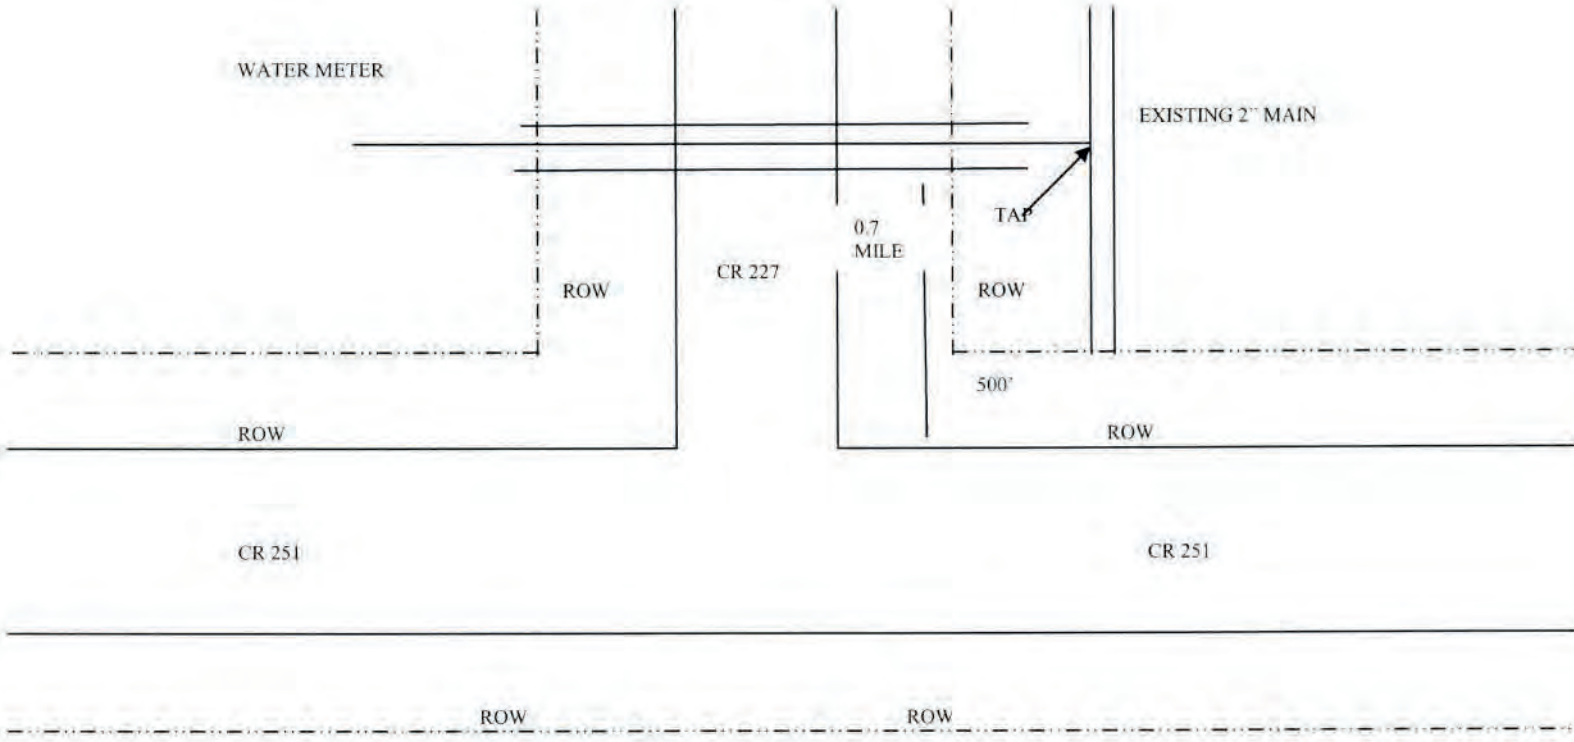 WATER METER
EXISTING 2" MAIN
TAP
0.7
MILE
CR 227
ROW
ROW
500'
ROW
ROW
CR 251
CR 251
ROW
ROW